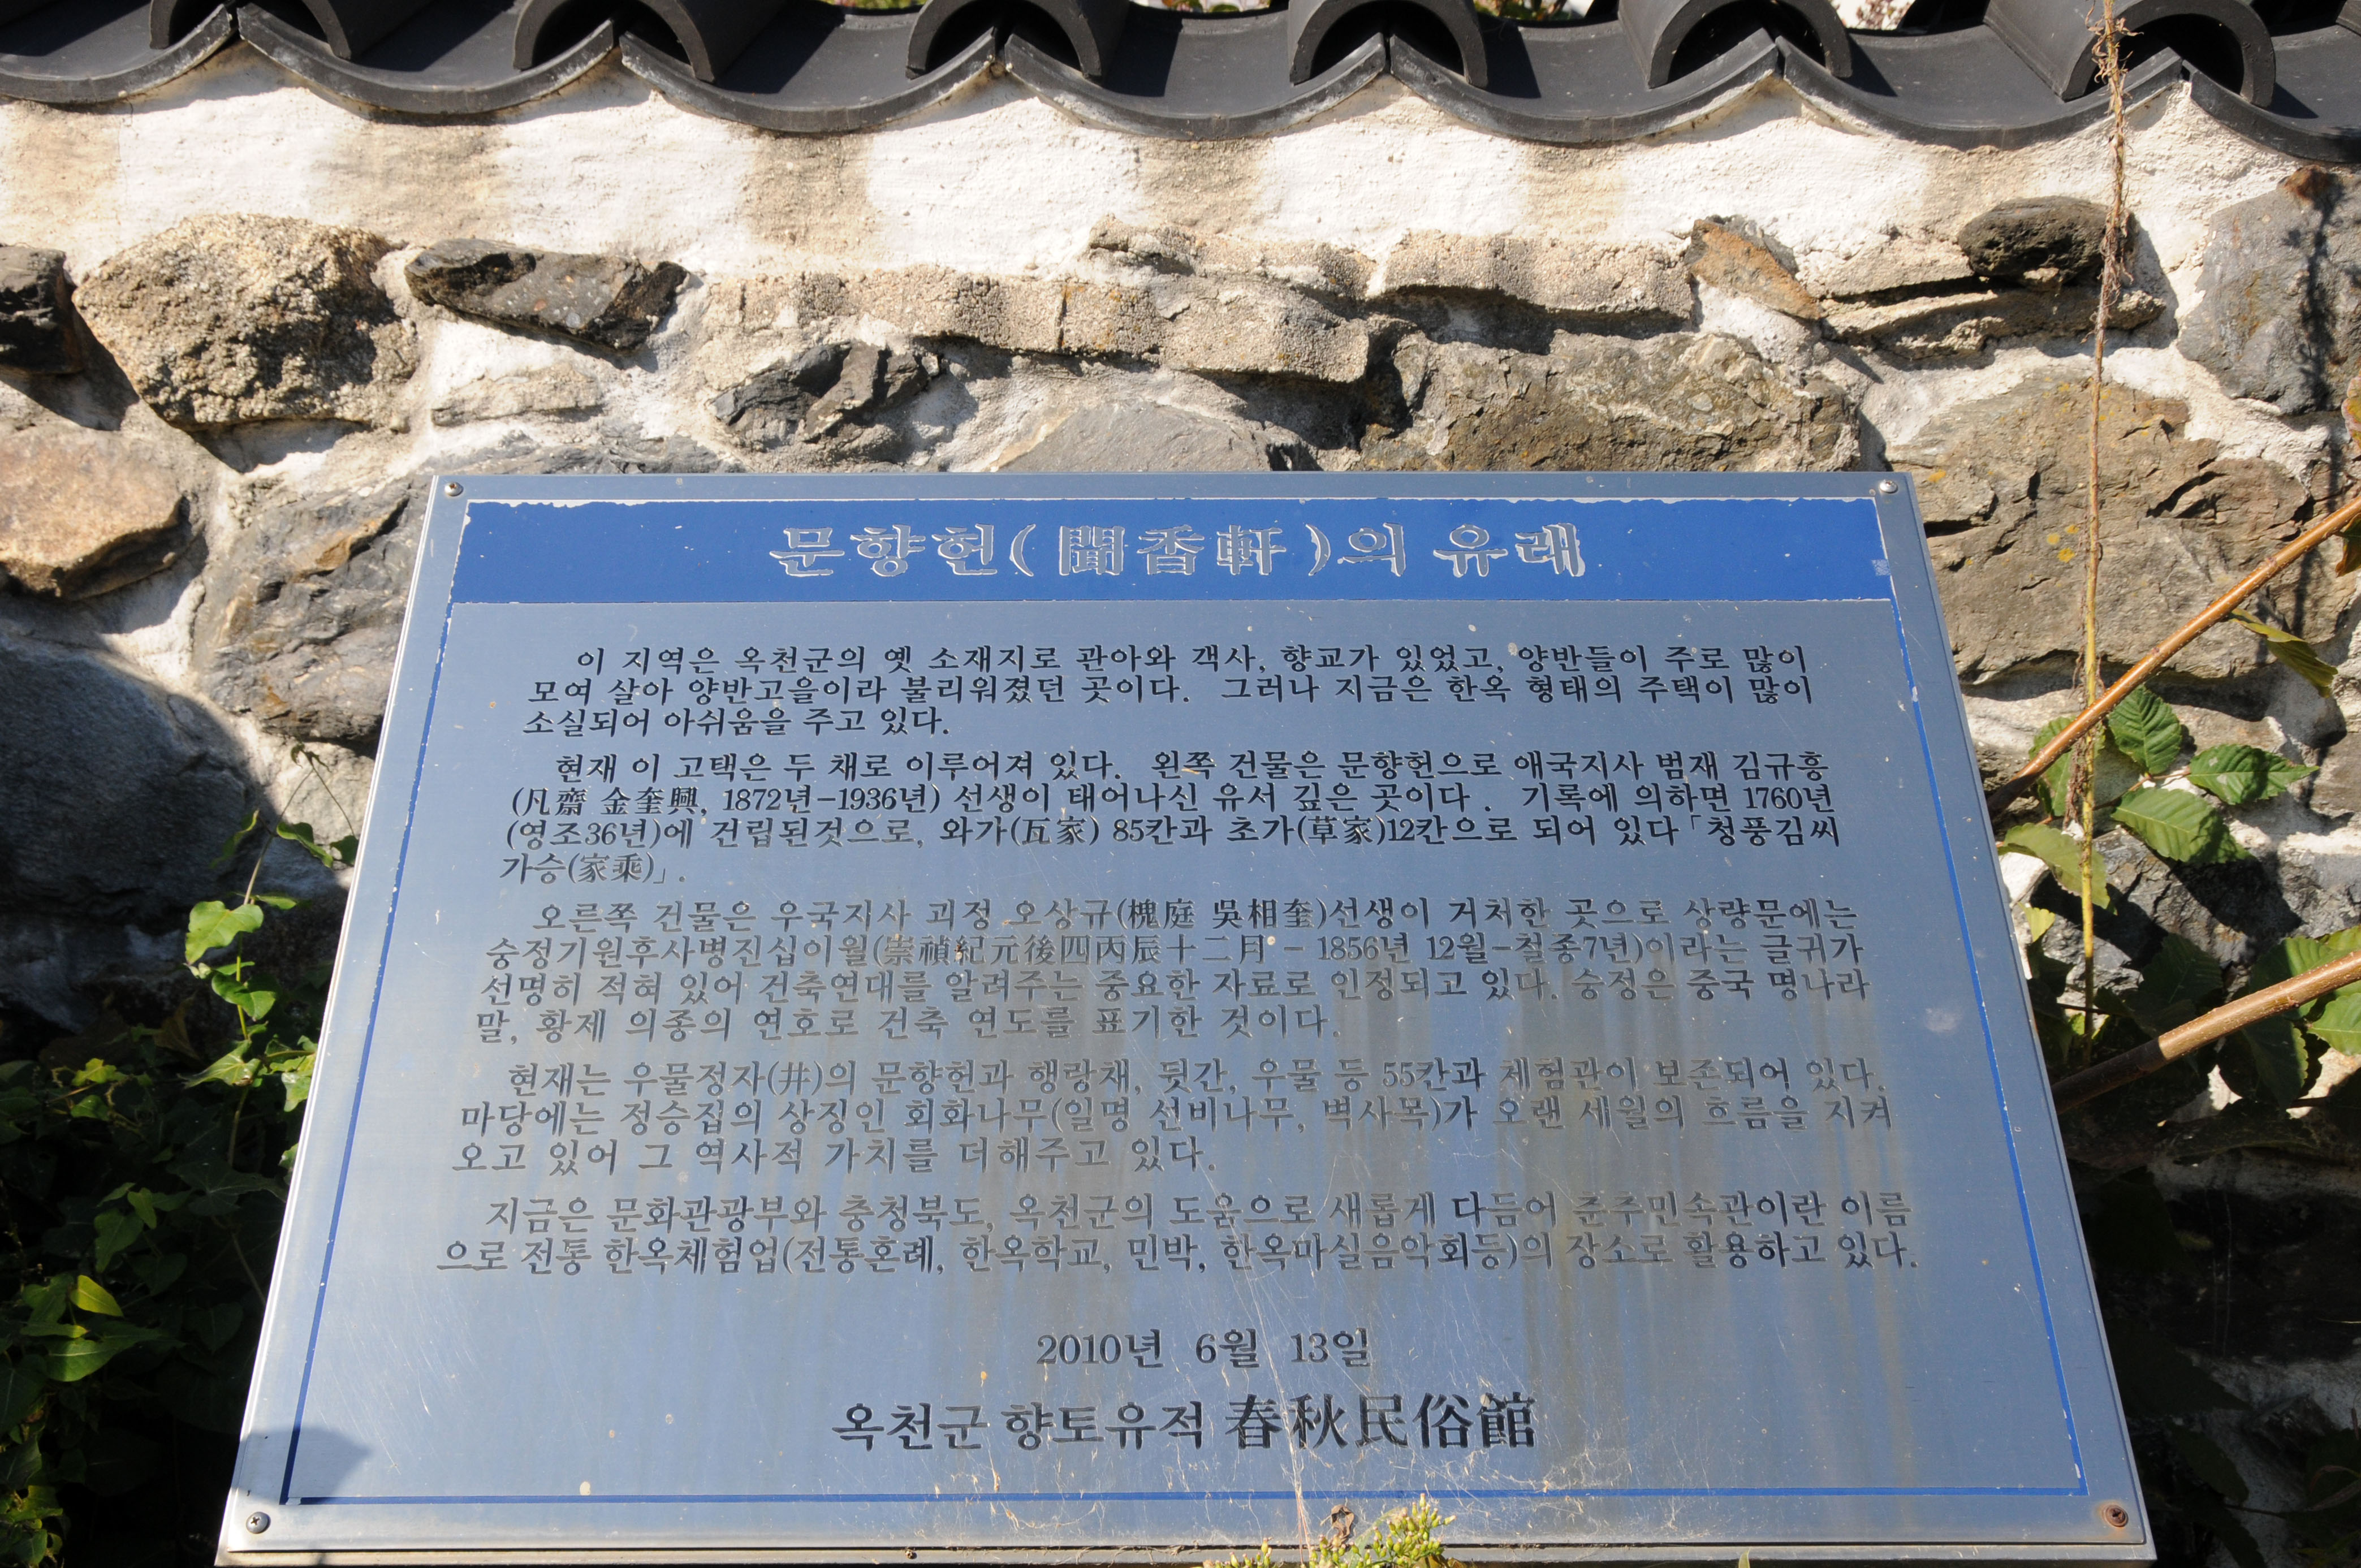 문향헌(聞香軒)의 유래
이 지역은 옥천군의 옛 소재지로 관아와 객사, 향교가 있었고, 양반들이 주로 많이
모여 살아 양반고을이라 불리워졌던 곳이다. 그러나 지금은 한옥 형태의 주택이 많이
소실되어 아쉬움을 주고 있다.
현재 이 고택은 두 채로 이루어져 있다. 왼쪽 건물은 문향헌으로 애국지사 범재 김규흥
(凡齋 金奎興, 1872년-1936년) 선생이 태어나신 유서 깊은 곳이다. 기록에 의하면 1760년
(영조36년)에 건립된것으로, 와가(瓦家) 85칸과 초가(草家)12칸으로 되어 있다「청풍김씨
가승(家乘)」.
오른쪽 건물은 우국지사 괴정 오상규(槐庭 吳相奎)선생이 거처한 곳으로 상량문에는
숭정기원후사병진십이월(崇禎紀元後四丙辰十二月 - 1856년 12월-철종7년)이라는 글귀가
선명히 적혀 있어 건축연대를 알려주는 중요한 자료로 인정되고 있다. 숭정은 중국 명나라
말, 황제 의종의 연호로 건축 연도를 표기한 것이다.
현재는 우물정자(井)의 문향헌과 행랑채, 뒷간, 우물 등 55칸과 체험관이 보존되어 있다.
마당에는 정승집의 상징인 회화나무(일명 선비나무, 벽사목)가 오랜 세월의 흐름을 지켜
오고 있어 그 역사적 가치를 더해주고 있다.
지금은 문화관광부와 충청북도, 옥천군의 도움으로 새롭게 다듬어 준주민속관이란 이름
으로 전통 한옥체험업(전통혼례, 한옥학교, 민박, 한옥마실음악회등)의 장소로 활용하고 있다.
2010년 6월 13일
옥천군 향토유적 春秋民俗館